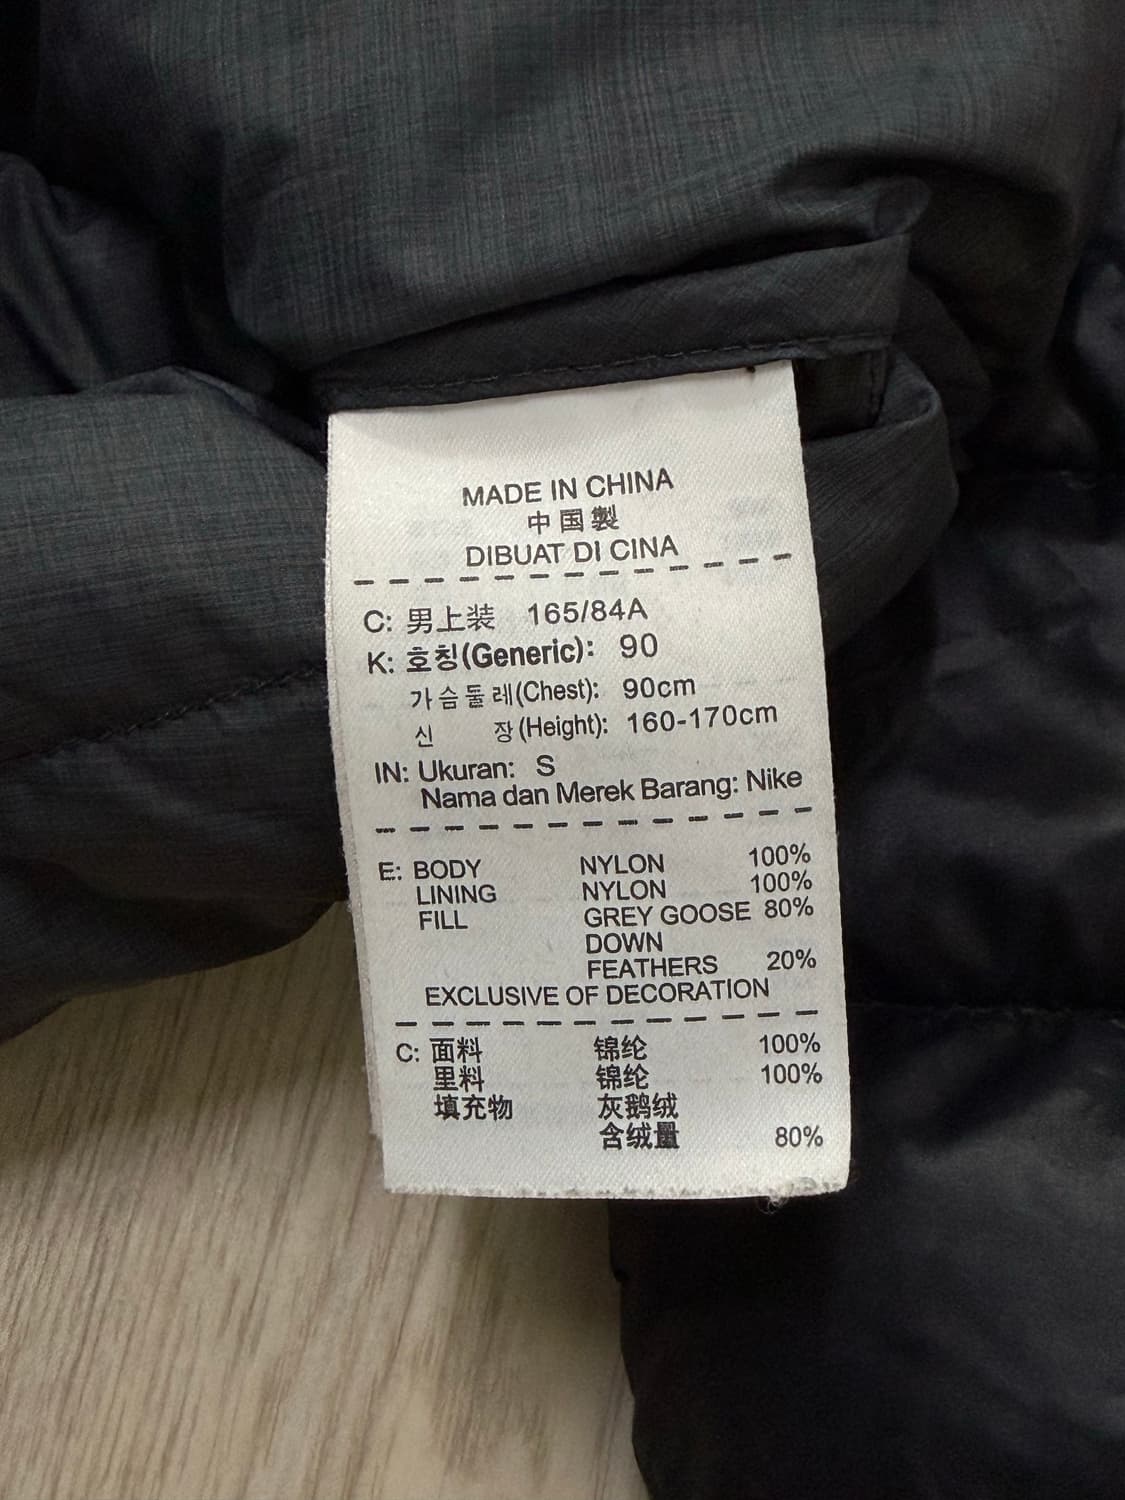 MADE IN CHINA
中国製
DIBUAT DI CINA
C: 男上装 165/84A
K: 호칭(Generic): 90
가슴둘레(Chest): 90cm
신 장(Height): 160-170cm
IN: Ukuran: S
Nama dan Merek Barang: Nike
E: BODY NYLON 100%
LINING NYLON 100%
FILL GREY GOOSE 80%
DOWN
FEATHERS 20%
EXCLUSIVE OF DECORATION
C: 面料 锦纶 100%
里料 锦纶 100%
填充物 灰鹅绒
含绒量 80%